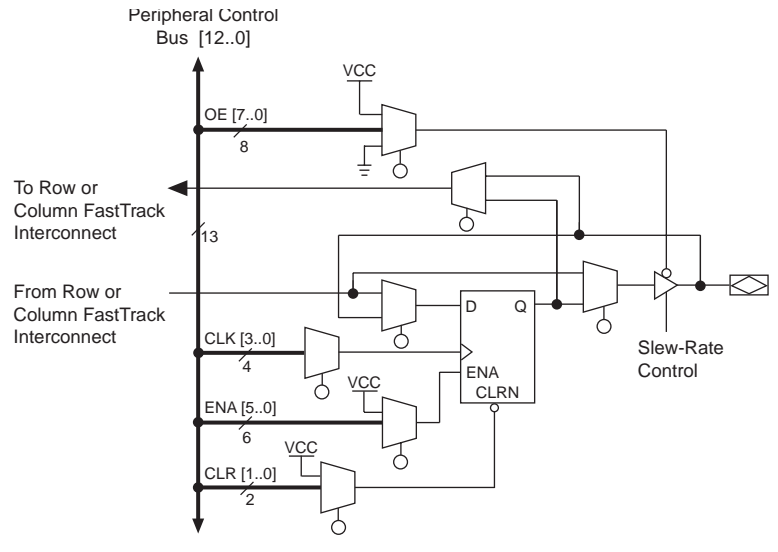 Peripheral Control
Bus [12..0]
VCC
OE [7..0]
8
To Row or
Column FastTrack
Interconnect
13
From Row or
Column FastTrack
Interconnect
D
Q
CLK [3..0]
4
ENA
CLRN
Slew-Rate
Control
VCC
ENA [5..0]
6
VCC
CLR [1..0]
2